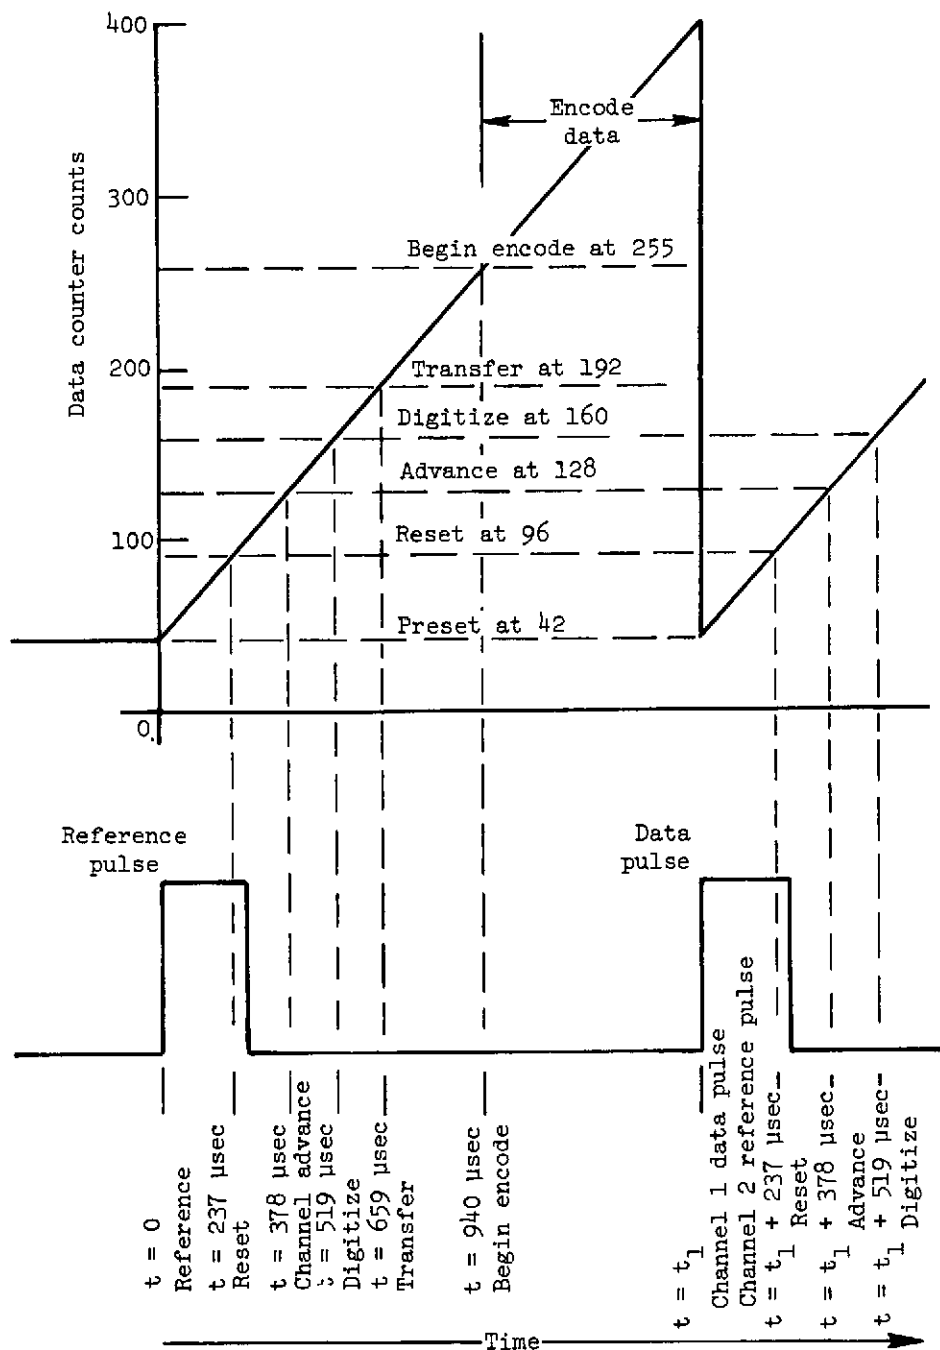 400
Encode
data
300
Data counter counts
Begin encode at 255
200
Transfer at 192
Digitize at 160
Advance at 128
100
Reset at 96
Preset at 42
0
Reference
pulse
Data
pulse
t = 0
Reference
t = 237 µsec
Reset
t = 378 µsec
Channel advance
t = 519 µsec
Digitize
t = 659 µsec
Transfer
t = 940 µsec
Begin encode
t = t1
Channel 1 data pulse
Channel 2 reference pulse
t = t1 + 237 µsec
Reset
t = t1 + 378 µsec
Advance
t = t1 + 519 µsec
Digitize
Time